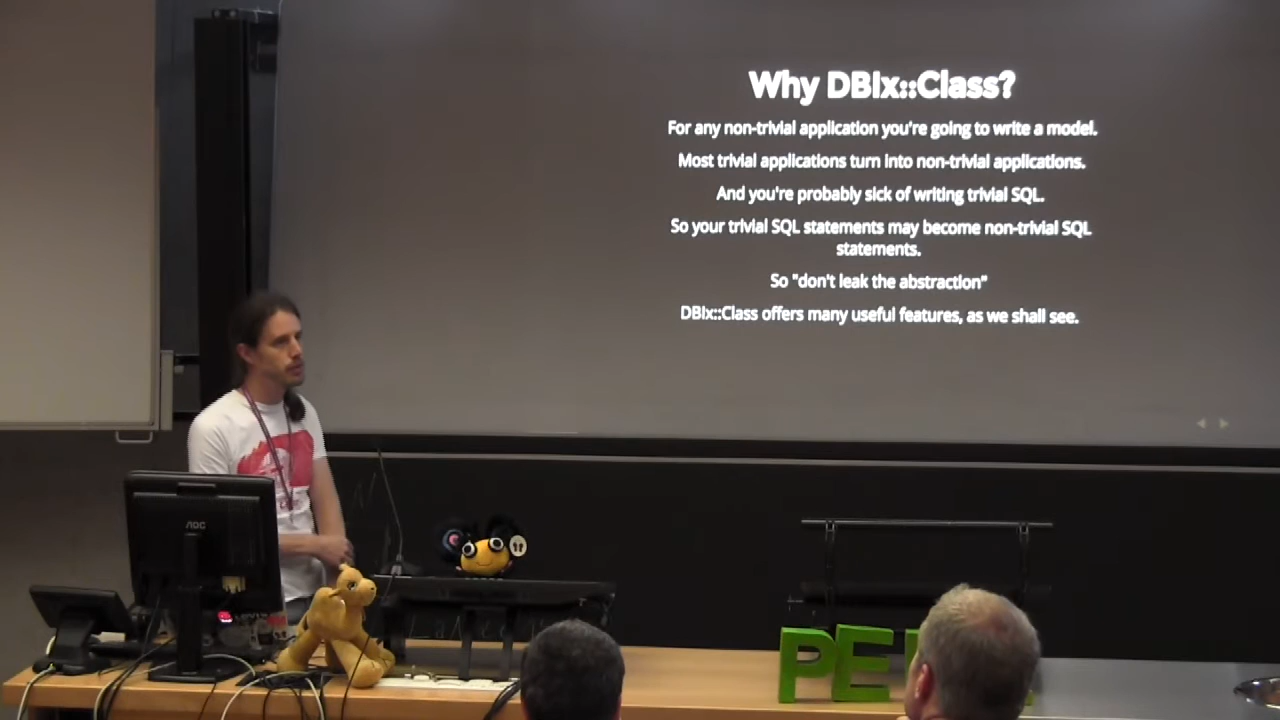 Why DBIx::Class?
For any non-trivial application you're going to write a model.
Most trivial applications turn into non-trivial applications.
And you're probably sick of writing trivial SQL.
So your trivial SQL statements may become non-trivial SQL
statements.
So "don't leak the abstraction"
DBIx::Class offers many useful features, as we shall see.
AOC
PE